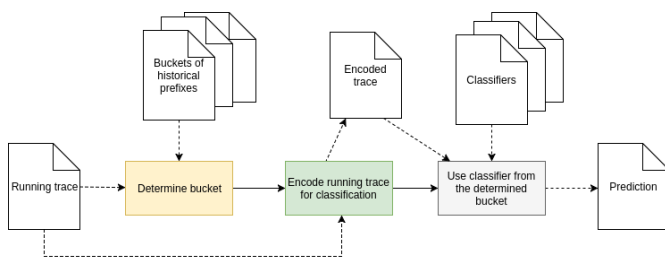 Buckets of
historical
prefixes
Encoded
trace
Classifiers
Running trace
Determine bucket
Encode running trace
for classification
Use classifier from
the determined
bucket
Prediction